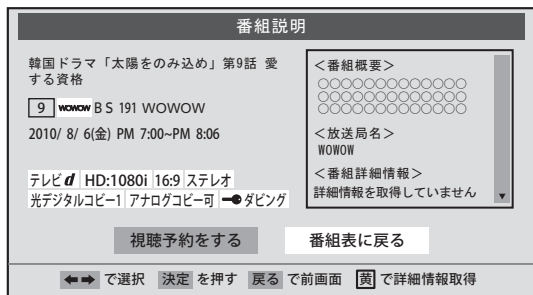 番組説明
韓国ドラマ「太陽をのみ込め」第9話 愛
する資格
9 WOWOW BS 191 WOWOW
2010/ 8/ 6(金) PM 7:00~PM 8:06
テレビd HD:1080i 16:9 ステレオ
光デジタルコピー1 アナログコピー可 ダビング
<番組概要>
○○○○○○○○○○○○○
○○○○○○○○○○○○○
○○○○○○○○○○○○○
<放送局名>
WOWOW
<番組詳細情報>
詳細情報を取得していません
視聴予約をする 番組表に戻る
で選択 決定 を押す 戻る で前画面 黄 で詳細情報取得